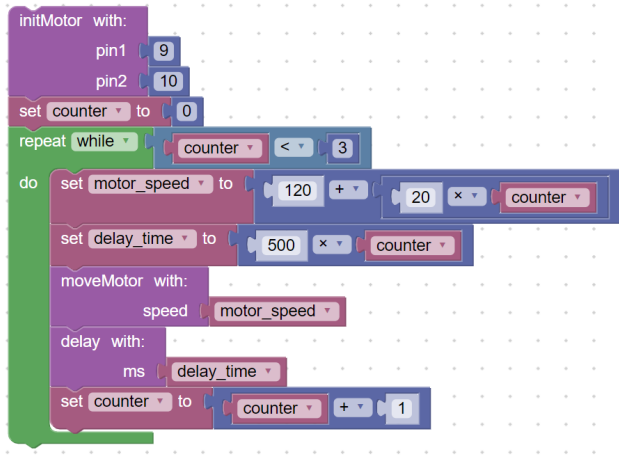 initMotor with:
pin1 9
pin2 10
set counter to 0
repeat while counter < 3
do set motor_speed to 120 + 20 × counter
set delay_time to 500 × counter
moveMotor with:
speed motor_speed
delay with:
ms delay_time
set counter to counter + 1